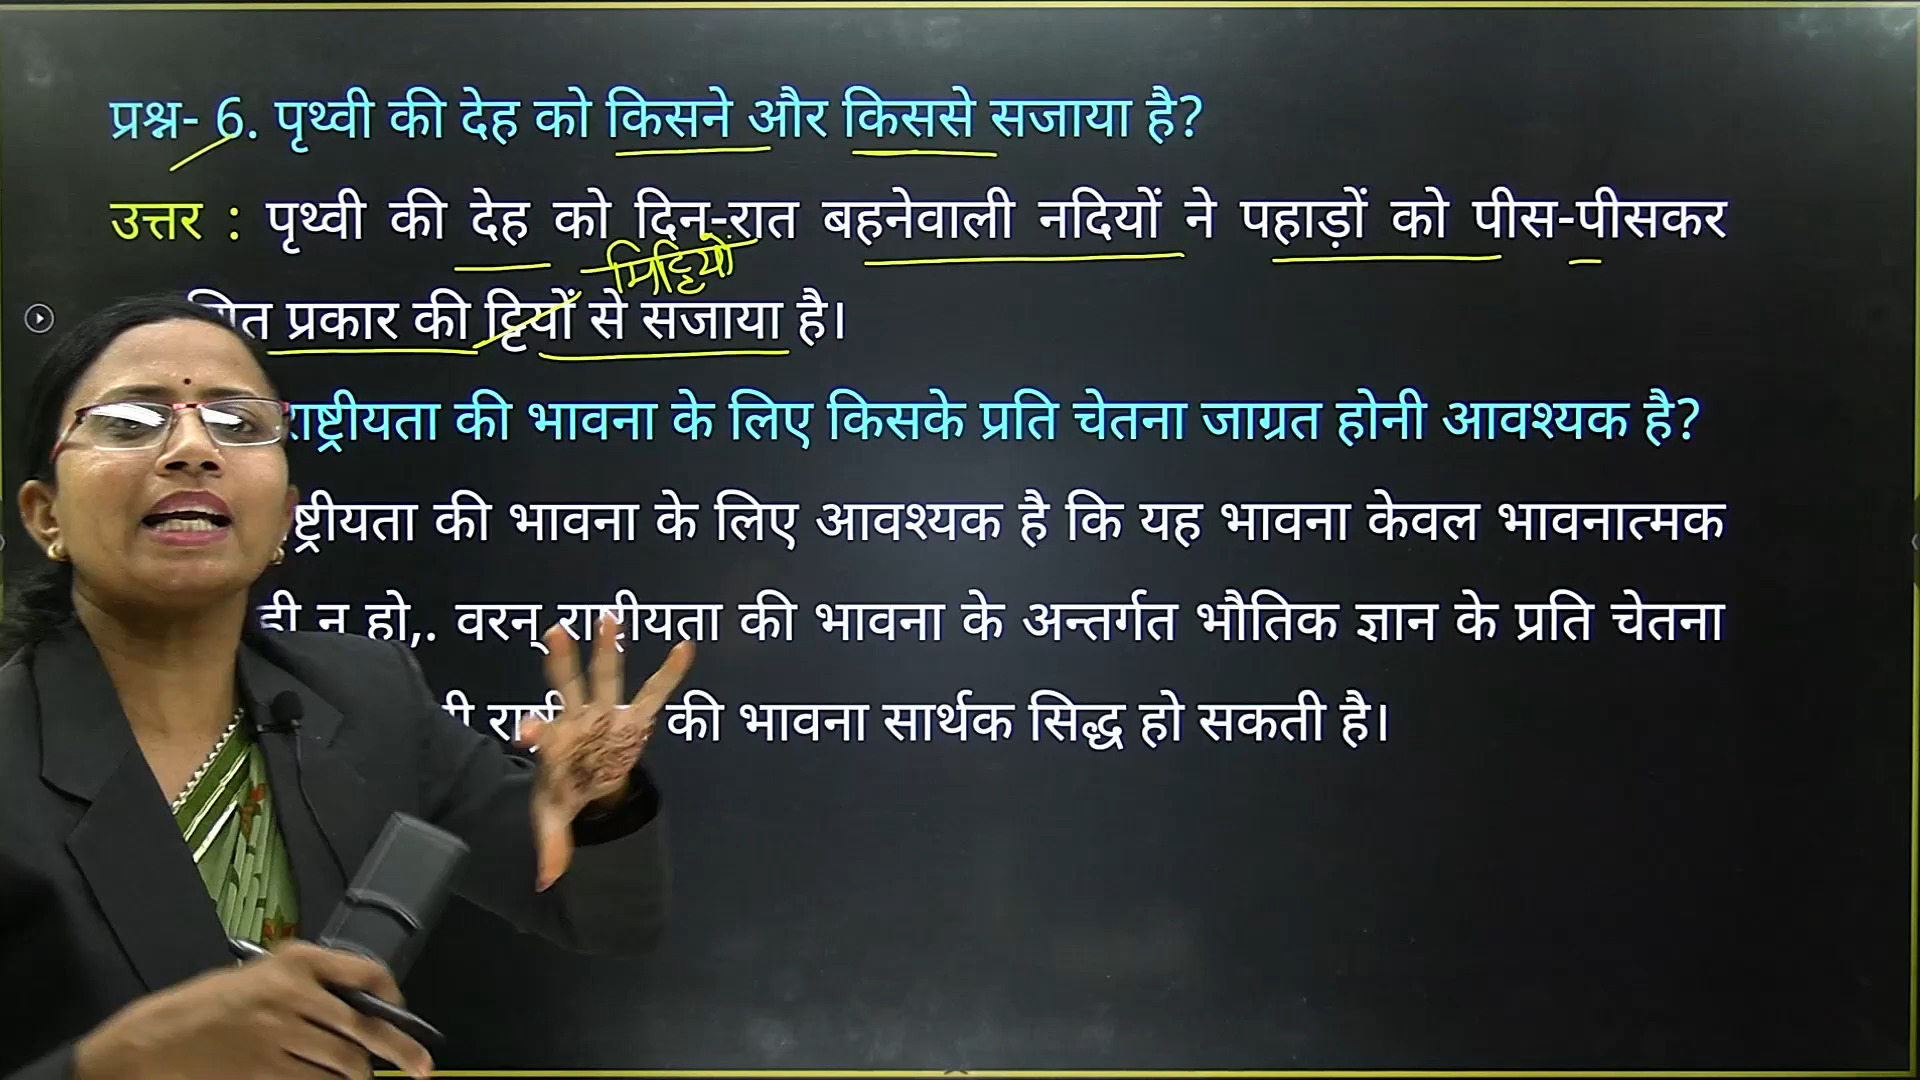 प्रश्न- 6. पृथ्वी की देह को किसने और किससे सजाया है?
उत्तर : पृथ्वी की देह को दिन-रात बहनेवाली नदियों ने पहाड़ों को पीस-पीसकर
मिट्टियों
प्रकार की ट्टियों से सजाया है।
की भावना के लिए किसके प्रति चेतना जाग्रत होनी आवश्यक है?
की भावना के लिए आवश्यक है कि यह भावना केवल भावनात्मक
ही न हो,. वरन् राष्ट्रीयता की भावना के अन्तर्गत भौतिक ज्ञान के प्रति चेतना
की भावना सार्थक सिद्ध हो सकती है।